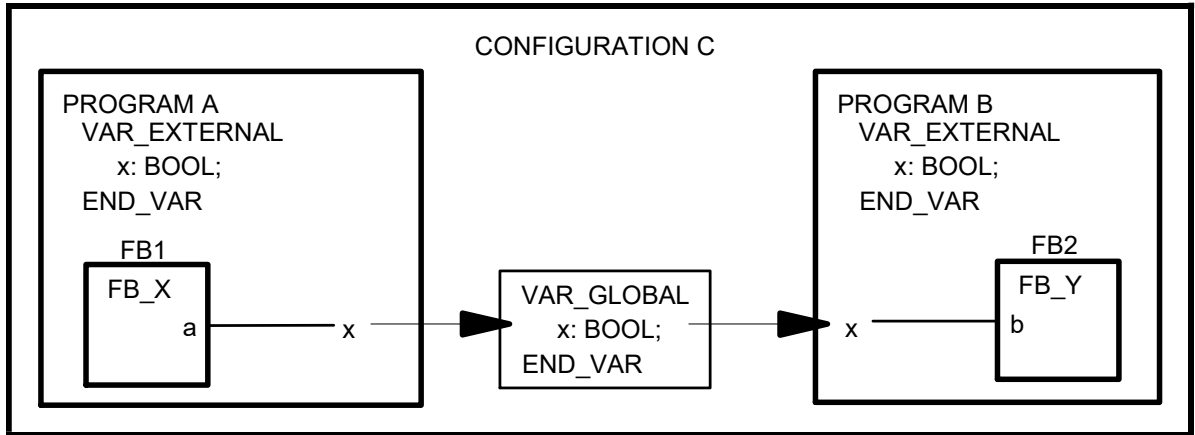 CONFIGURATION C
PROGRAM A
VAR_EXTERNAL
x: BOOL;
END_VAR
FB1
FB_X
a
x
VAR_GLOBAL
x: BOOL;
END_VAR
PROGRAM B
VAR_EXTERNAL
x: BOOL;
END_VAR
FB2
FB_Y
x
b